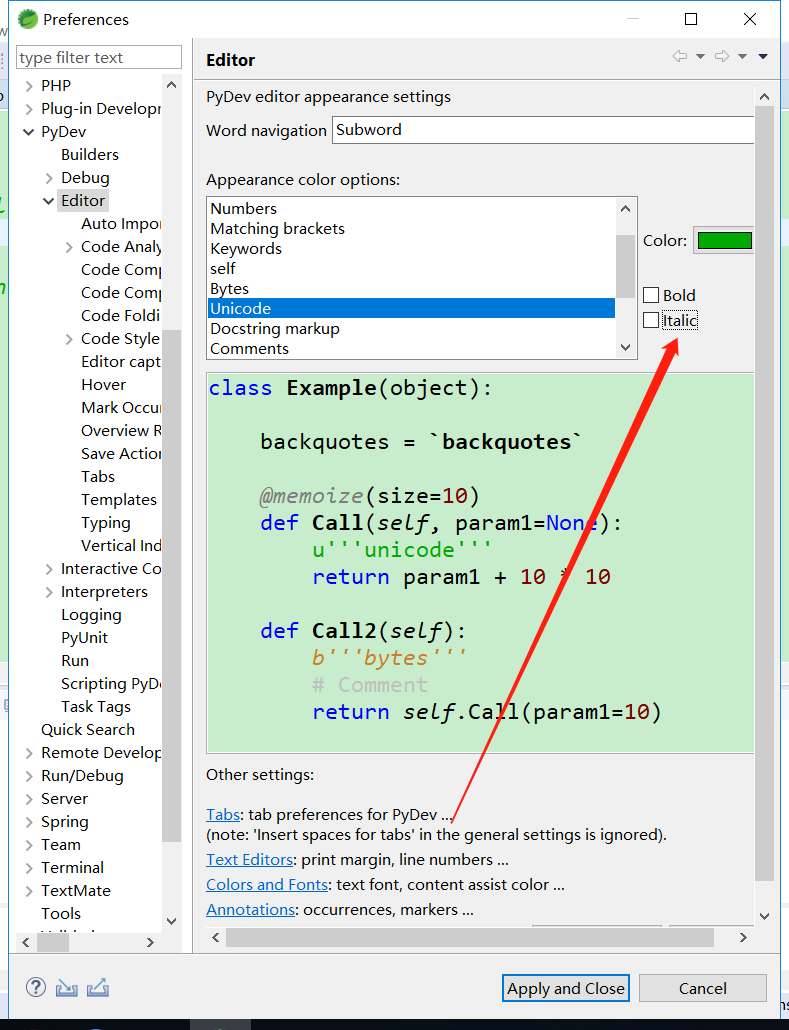 Preferences
type filter text
PHP
Plug-in Developr
PyDev
Builders
Debug
Editor
Auto Impor
Code Analy
Code Comp
Code Comp
Code Foldi
Code Style
Editor capt
Hover
Mark Occur
Overview R
Save Action
Tabs
Templates
Typing
Vertical Ind
Interactive Co
Interpreters
Logging
PyUnit
Run
Scripting PyDe
Task Tags
Quick Search
Remote Develop
Run/Debug
Server
Spring
Team
Terminal
TextMate
Tools
Editor
PyDev editor appearance settings
Word navigation Subword
Appearance color options:
Numbers
Matching brackets
Keywords
self
Bytes
Unicode
Docstring markup
Comments
Color:
Bold
Italic
class Example(object):
backquotes = `backquotes`
@memoize(size=10)
def Call(self, param1=None):
u'''unicode'''
return param1 + 10 * 10
def Call2(self):
b'''bytes'''
# Comment
return self.Call(param1=10)
Other settings:
Tabs: tab preferences for PyDev ...
(note: 'Insert spaces for tabs' in the general settings is ignored).
Text Editors: print margin, line numbers ...
Colors and Fonts: text font, content assist color ...
Annotations: occurrences, markers ...
Apply and Close
Cancel